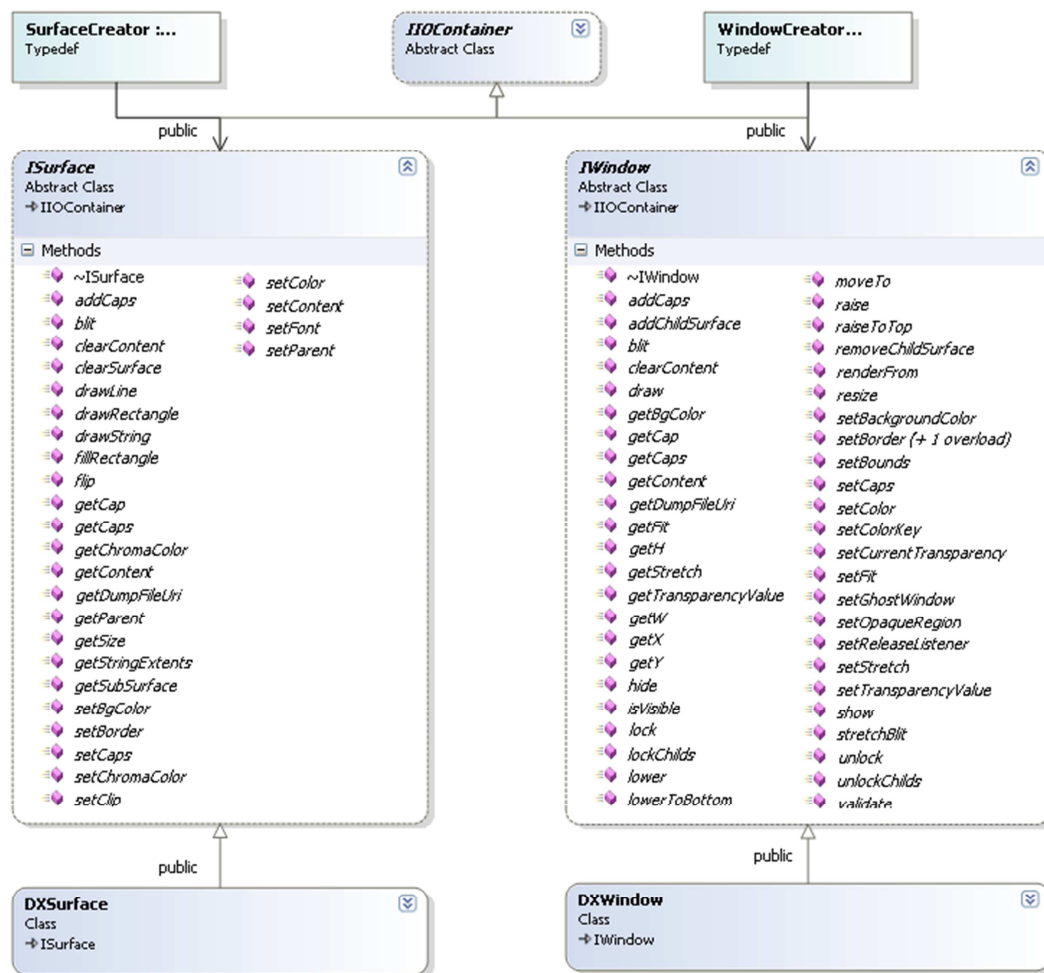 SurfaceCreator :...
Typedef
IIOContainer
Abstract Class
WindowCreator...
Typedef
public
public
ISurface
Abstract Class
IIOContainer
Methods
~ISurface
addCaps
blit
clearContent
clearSurface
drawLine
drawRectangle
drawString
fillRectangle
flip
getCap
getCaps
getChromaColor
getContent
getDumpFileUri
getParent
getSize
getStringExtents
getSubSurface
setBgColor
setBorder
setCaps
setChromaColor
setClip
setColor
setContent
setFont
setParent
IWindow
Abstract Class
IIOContainer
Methods
~IWindow
addCaps
addChildSurface
blit
clearContent
draw
getBgColor
getCap
getCaps
getContent
getDumpFileUri
getFit
getH
getStretch
getTransparencyValue
getW
getX
getY
hide
isVisible
lock
lockChilds
lower
lowerToBottom
moveTo
raise
raiseToTop
removeChildSurface
renderFrom
resize
setBackgroundColor
setBorder (+ 1 overload)
setBounds
setCaps
setColor
setColorKey
setCurrentTransparency
setFit
setGhostWindow
setOpaqueRegion
setReleaseListener
setStretch
setTransparencyValue
show
stretchBlit
unlock
unlockChilds
validate
public
public
DXSurface
Class
ISurface
DXWindow
Class
IWindow